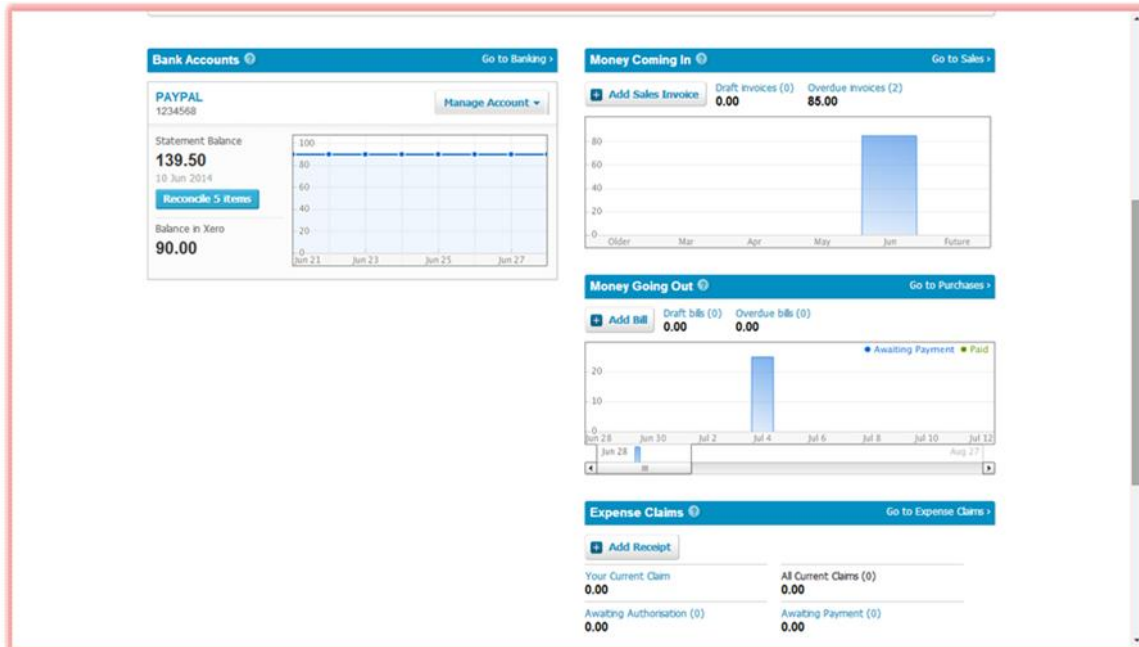 Bank Accounts ? Go to Banking ›
PAYPAL
1234568
Manage Account
Statement Balance
139.50
10 Jun 2014
Reconcile 5 items
Balance in Xero
90.00
100
80
60
40
20
0
Jun 21 Jun 23 Jun 25 Jun 27
Money Coming In ? Go to Sales ›
+ Add Sales Invoice
Draft invoices (0) Overdue invoices (2)
0.00 85.00
80
60
40
20
0
Older Mar Apr May Jun Future
Money Going Out ? Go to Purchases ›
+ Add Bill
Draft bills (0) Overdue bills (0)
0.00 0.00
Awaiting Payment Paid
20
10
0
Jun 28 Jun 30 Jul 2 Jul 4 Jul 6 Jul 8 Jul 10 Jul 12
Jun 28 Aug 27
Expense Claims ? Go to Expense Claims ›
+ Add Receipt
Your Current Claim All Current Claims (0)
0.00 0.00
Awaiting Authorisation (0) Awaiting Payment (0)
0.00 0.00